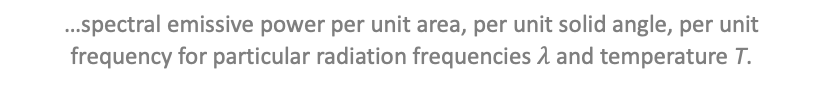 …spectral emissive power per unit area, per unit solid angle, per unit
frequency for particular radiation frequencies λ and temperature T.